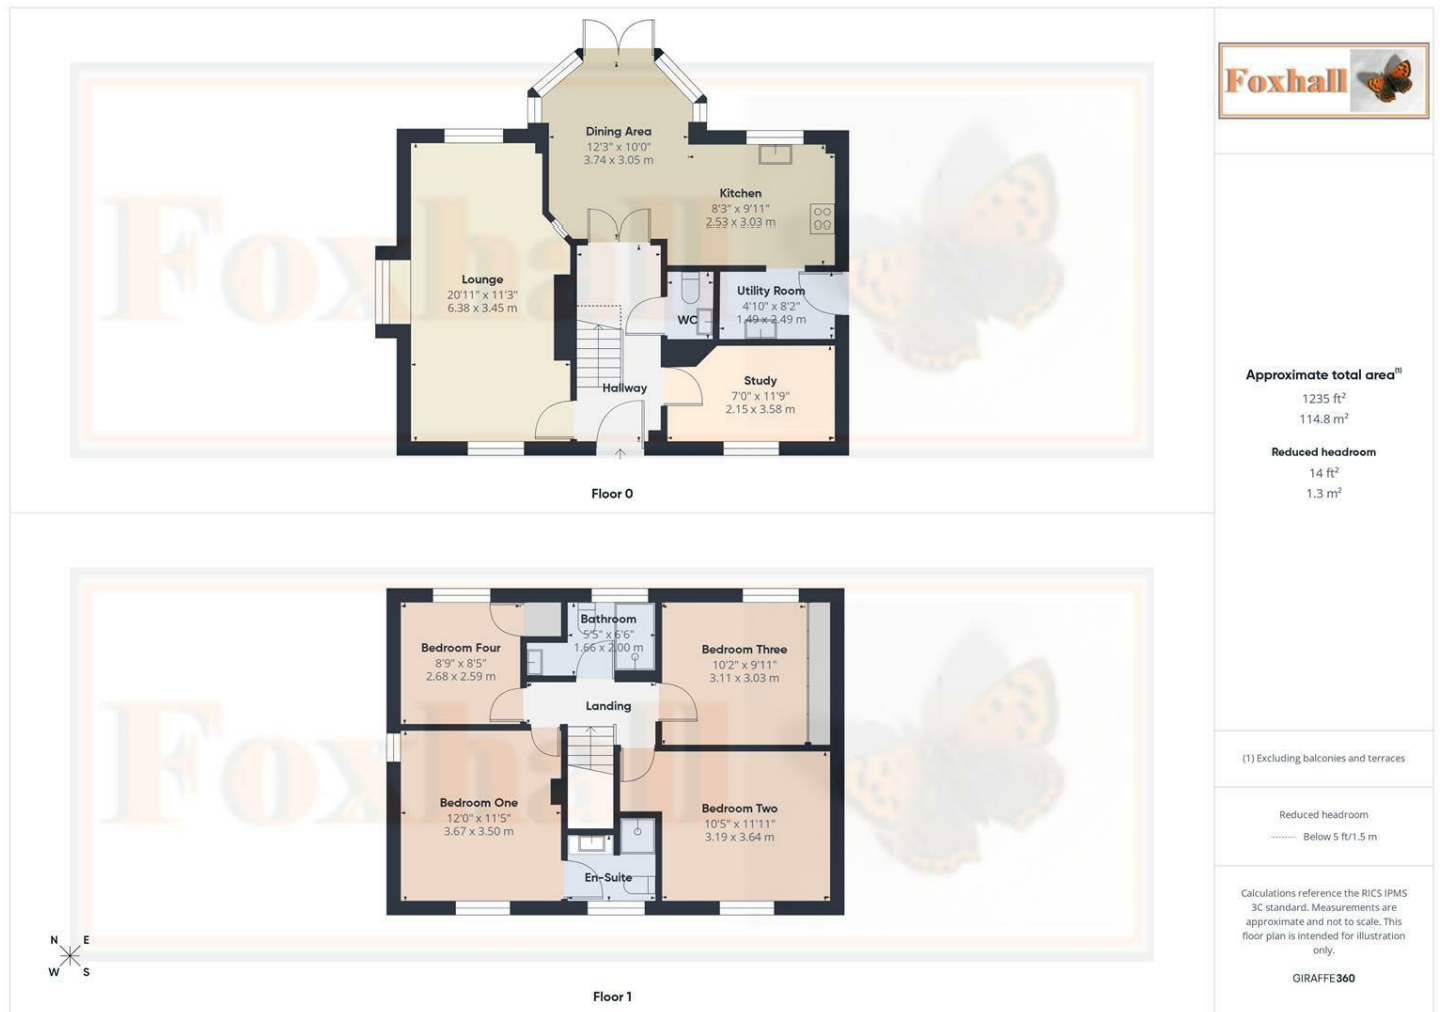 Foxhall
Dining Area
12'3" x 10'0"
3.74 x 3.05 m
Kitchen
8'3" x 9'11"
2.53 x 3.03 m
Lounge
20'11" x 11'3"
6.38 x 3.45 m
Utility Room
4'10" x 8'2"
1.49 x 2.49 m
WC
Study
7'0" x 11'9"
2.15 x 3.58 m
Hallway
Foxhall
Floor 0
Bathroom
5'5" x 6'6"
1.66 x 2.00 m
Bedroom Four
8'9" x 8'5"
2.68 x 2.59 m
Bedroom Three
10'2" x 9'11"
3.11 x 3.03 m
Landing
Bedroom One
12'0" x 11'5"
3.67 x 3.50 m
Bedroom Two
10'5" x 11'11"
3.19 x 3.64 m
En-Suite
Foxhall
N E
W S
Floor 1
Approximate total area(1)
1235 ft²
114.8 m²
Reduced headroom
14 ft²
1.3 m²
(1) Excluding balconies and terraces
Reduced headroom
Below 5 ft/1.5 m
Calculations reference the RICS IPMS
3C standard. Measurements are
approximate and not to scale. This
floor plan is intended for illustration
only.
GIRAFFE360